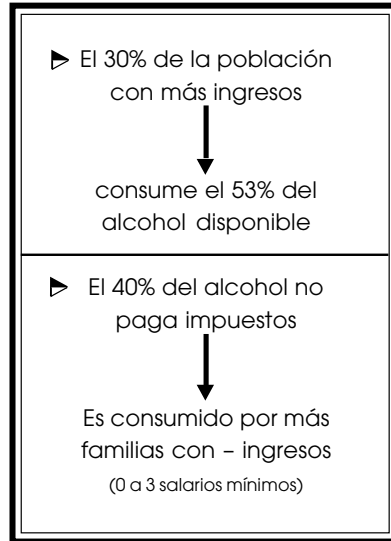 El 30% de la población
con más ingresos
consume el 53% del
alcohol disponible
El 40% del alcohol no
paga impuestos
Es consumido por más
familias con – ingresos
(0 a 3 salarios mínimos)